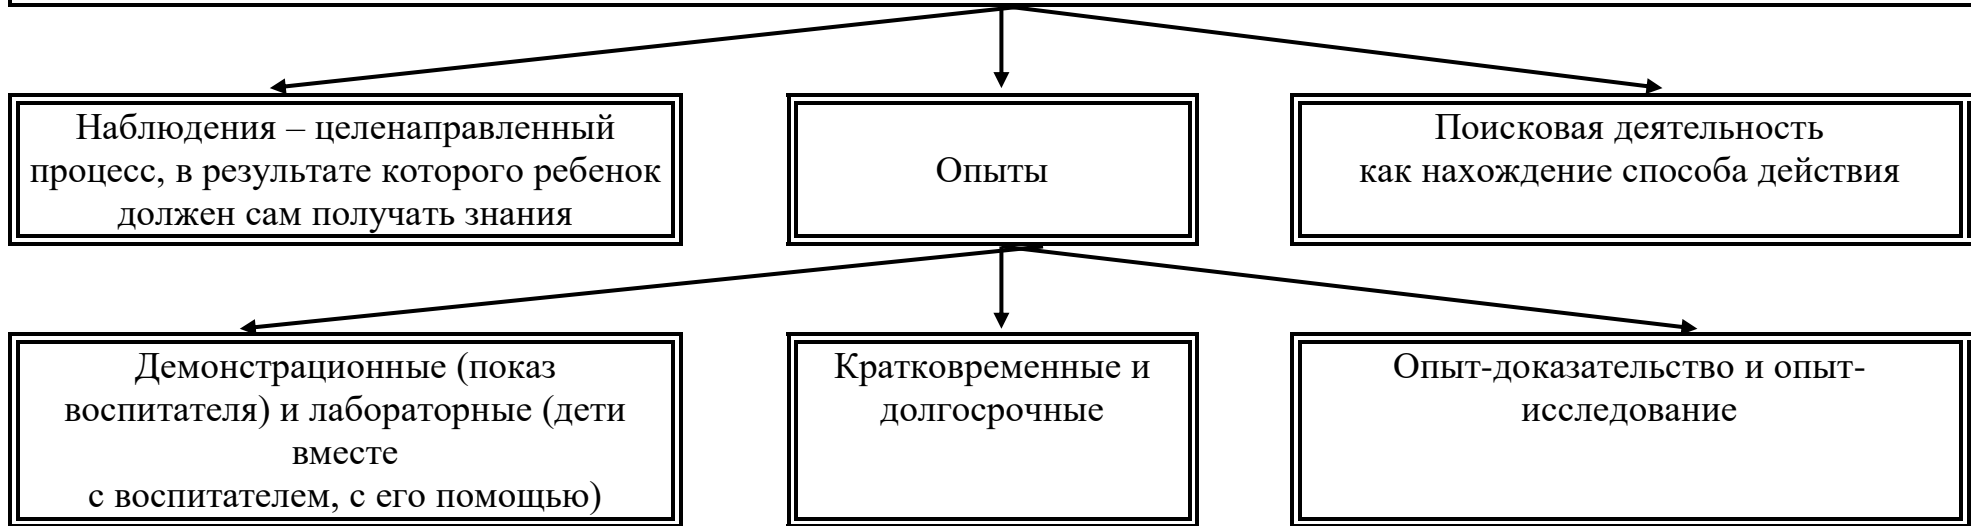 Наблюдения – целенаправленный
процесс, в результате которого ребенок
должен сам получать знания
Опыты
Поисковая деятельность
как нахождение способа действия
Демонстрационные (показ
воспитателя) и лабораторные (дети
вместе
с воспитателем, с его помощью)
Кратковременные и
долгосрочные
Опыт-доказательство и опыт-
исследование